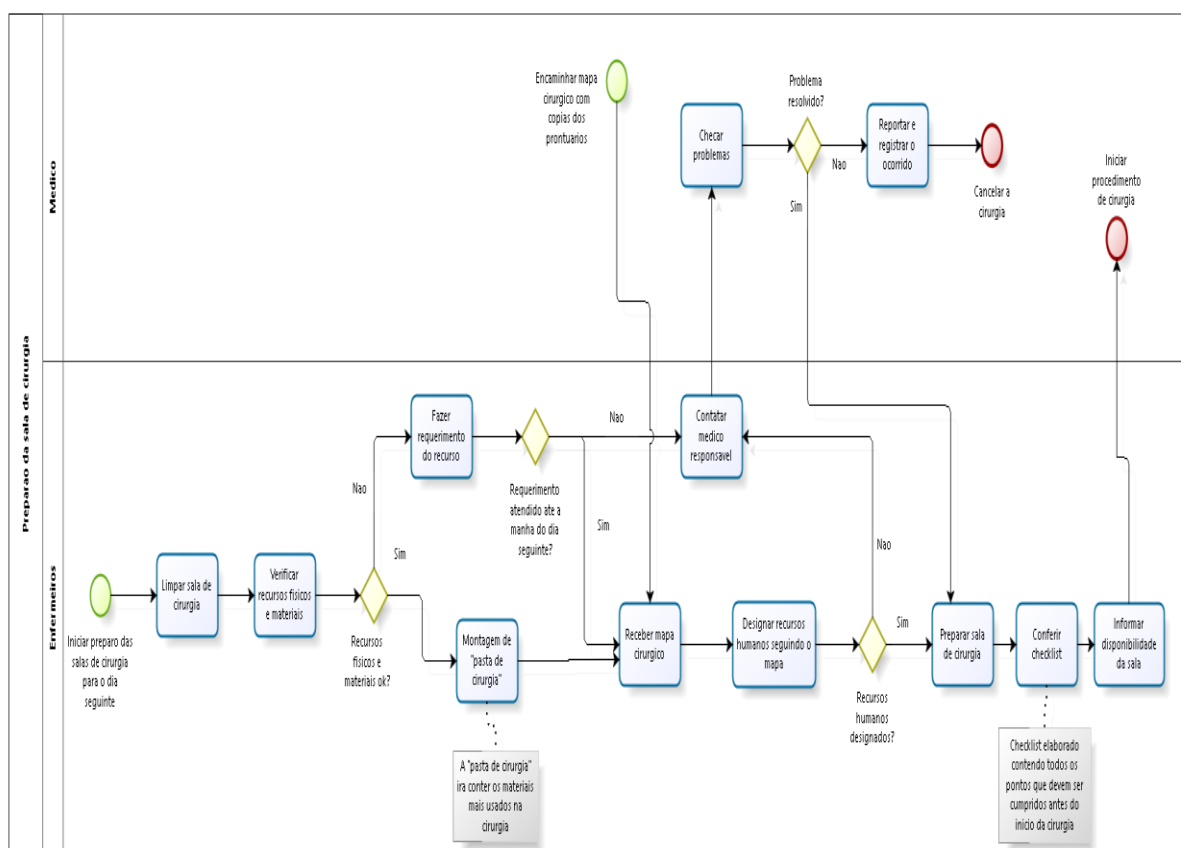 Preparao da sala de cirurgia
Medico
Encaminhar mapa
cirurgico com
copias dos
prontuarios
Checar
problemas
Problema
resolvido?
Nao
Sim
Reportar e
registrar o
ocorrido
Cancelar a
cirurgia
Iniciar
procedimento
de cirurgia
Enfermeiros
Iniciar preparo das
salas de cirurgia
para o dia
seguinte
Limpar sala de
cirurgia
Verificar
recursos físicos
e materiais
Recursos
físicos e
materiais ok?
Nao
Sim
Fazer
requerimento
do recurso
Requerimento
atendido ate a
manha do dia
seguinte?
Nao
Sim
Montagem de
"pasta de
cirurgia"
A "pasta de cirurgia"
ira conter os materiais
mais usados na
cirurgia
Contatar
medico
responsavel
Receber mapa
cirurgico
Designar recursos
humanos seguindo o
mapa
Nao
Sim
Recursos
humanos
designados?
Preparar sala
de cirurgia
Conferir
checklist
Checklist elaborado
contendo todos os
pontos que devem ser
cumpridos antes do
inicio da cirurgia
Informar
disponibilidade
da sala